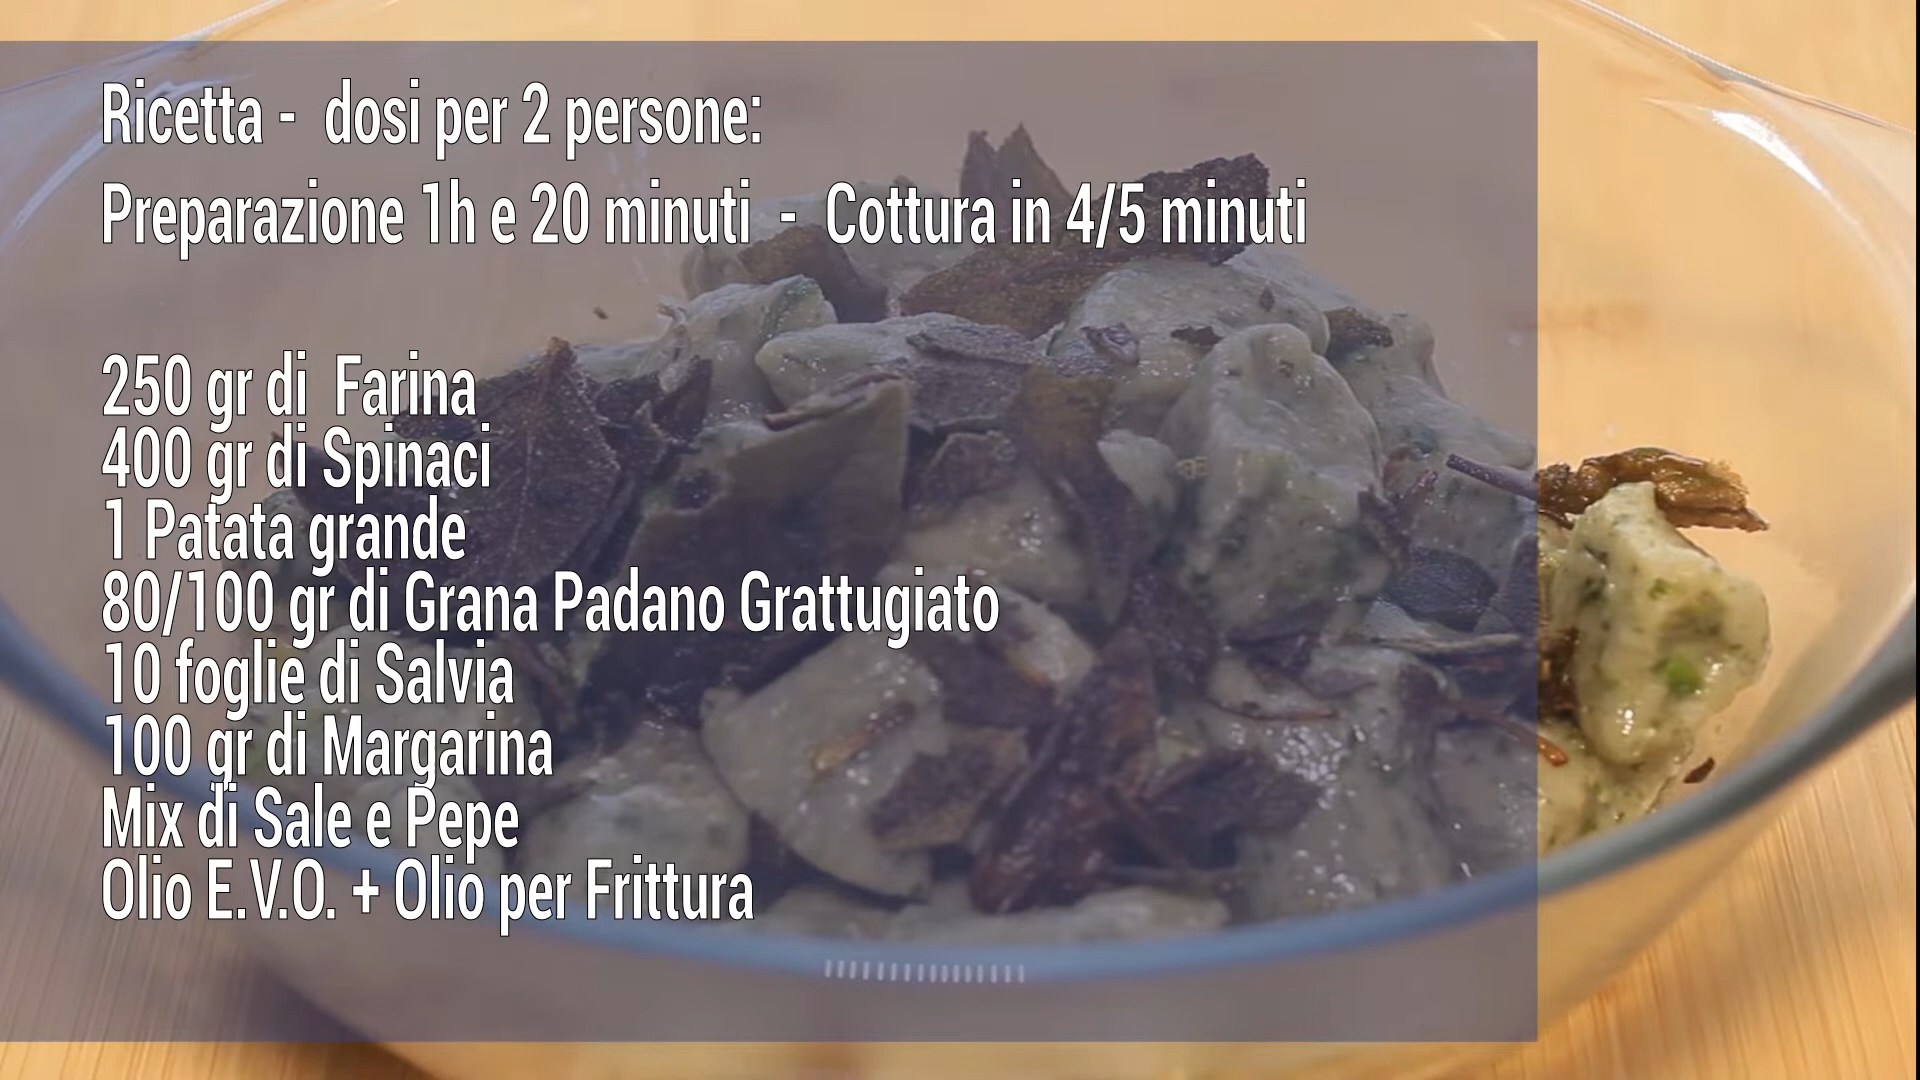 Ricetta - dosi per 2 persone:
Preparazione 1h e 20 minuti - Cottura in 4/5 minuti
250 gr di Farina
400 gr di Spinaci
1 Patata grande
80/100 gr di Grana Padano Grattugiato
10 foglie di Salvia
100 gr di Margarina
Mix di Sale e Pepe
Olio E.V.O. + Olio per Frittura